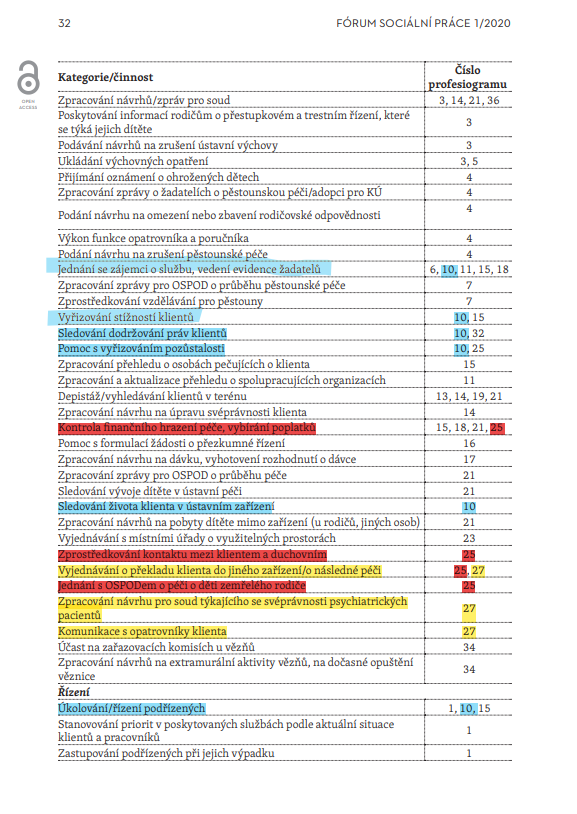 32
FÓRUM SOCIÁLNÍ PRÁCE 1/2020
OPEN
ACCESS
Kategorie/činnost
Číslo
profesiogramu
Zpracování návrhů/zpráv pro soud 3, 14, 21, 36
Poskytování informací rodičům o přestupkovém a trestním řízení, které
se týká jejich dítěte 3
Podávání návrhů na zrušení ústavní výchovy 3
Ukládání výchovných opatření 3, 5
Přijímání oznámení o ohrožených dětech 4
Zpracování zprávy o žadatelích o pěstounskou péči/adopci pro KÚ 4
Podání návrhu na omezení nebo zbavení rodičovské odpovědnosti 4
Výkon funkce opatrovníka a poručníka 4
Podání návrhu na zrušení pěstounské péče 4
Jednání se zájemci o službu, vedení evidence žadatelů 6, 10, 11, 15, 18
Zpracování zprávy pro OSPOD o průběhu pěstounské péče 7
Zprostředkování vzdělávání pro pěstouny 7
Vyřizování stížností klientů 10, 15
Sledování dodržování práv klientů 10, 32
Pomoc s vyřizováním pozůstalosti 10, 25
Zpracování přehledu o osobách pečujících o klienta 15
Zpracování a aktualizace přehledu o spolupracujících organizacích 11
Depistáž/vyhledávání klientů v terénu 13, 14, 19, 21
Zpracování návrhu na úpravu svéprávnosti klienta 14
Kontrola finančního hrazení péče, vybírání poplatků 15, 18, 21, 25
Pomoc s formulací žádosti o přezkumné řízení 16
Zpracování návrhu na dávku, vyhotovení rozhodnutí o dávce 17
Zpracování zprávy pro OSPOD o průběhu péče 21
Sledování vývoje dítěte v ústavní péči 21
Sledování života klienta v ústavním zařízení 10
Zpracování návrhů na pobyty dítěte mimo zařízení (u rodičů, jiných osob) 21
Vyjednávání s místními úřady o využitelných prostorách 23
Zprostředkování kontaktu mezi klientem a duchovním 25
Vyjednávání o překladu klienta do jiného zařízení/o následné péči 25, 27
Jednání s OSPODem o péči o děti zemřelého rodiče 25
Zpracování návrhu pro soud týkajícího se svéprávnosti psychiatrických
pacientů 27
Komunikace s opatrovníky klienta 27
Účast na zařazovacích komisích u vězňů 34
Zpracování návrhů na extramurální aktivity vězňů, na dočasné opuštění
věznice 34
Řízení
Úkolování/řízení podřízených 1, 10, 15
Stanovování priorit v poskytovaných službách podle aktuální situace
klientů a pracovníků 1
Zastupování podřízených při jejich výpadku 1